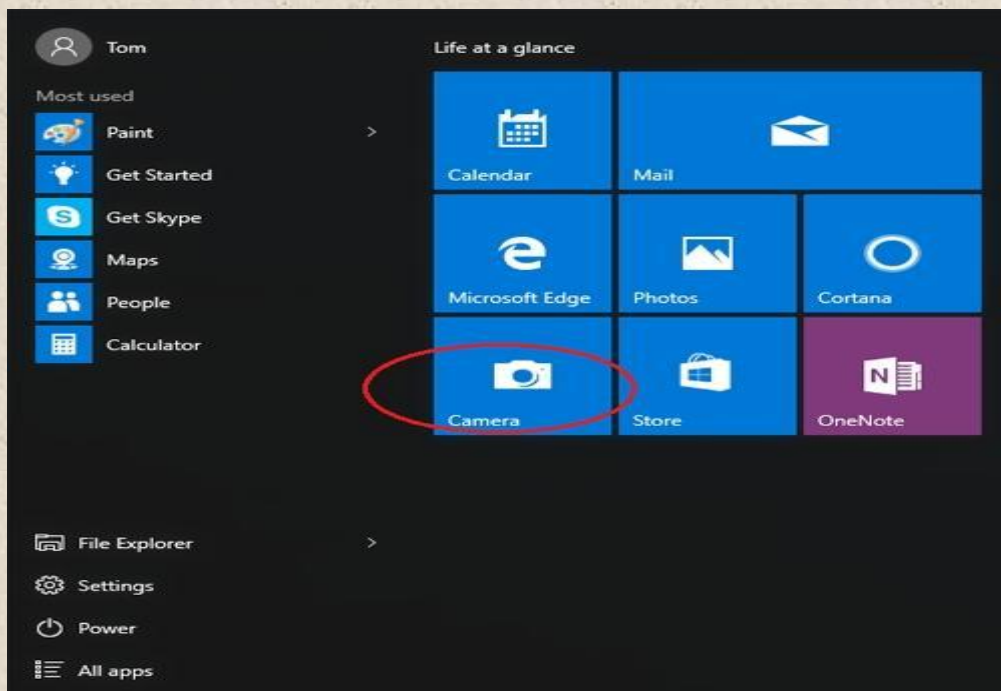 Tom
Most used
Paint
Get Started
Get Skype
Maps
People
Calculator
File Explorer
Settings
Power
All apps
Life at a glance
Calendar
Mail
Microsoft Edge
Photos
Cortana
Camera
Store
OneNote